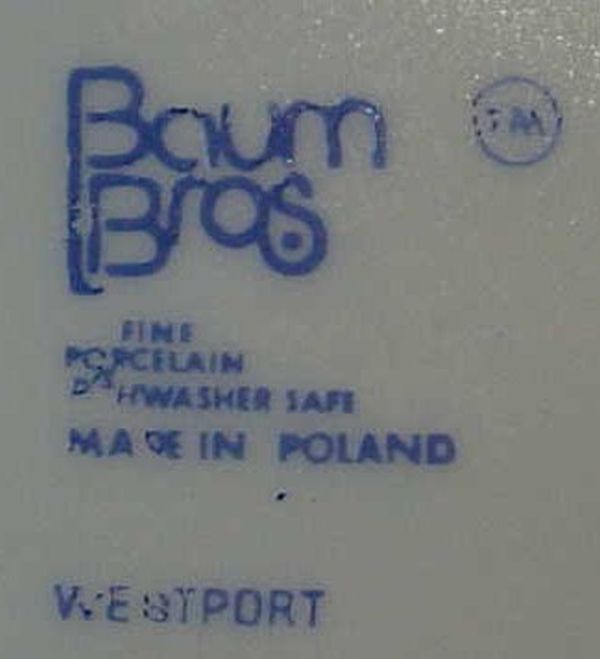 Baum
TM
Bros
FINE
PORCELAIN
DISHWASHER SAFE
MADE IN POLAND
WESTPORT